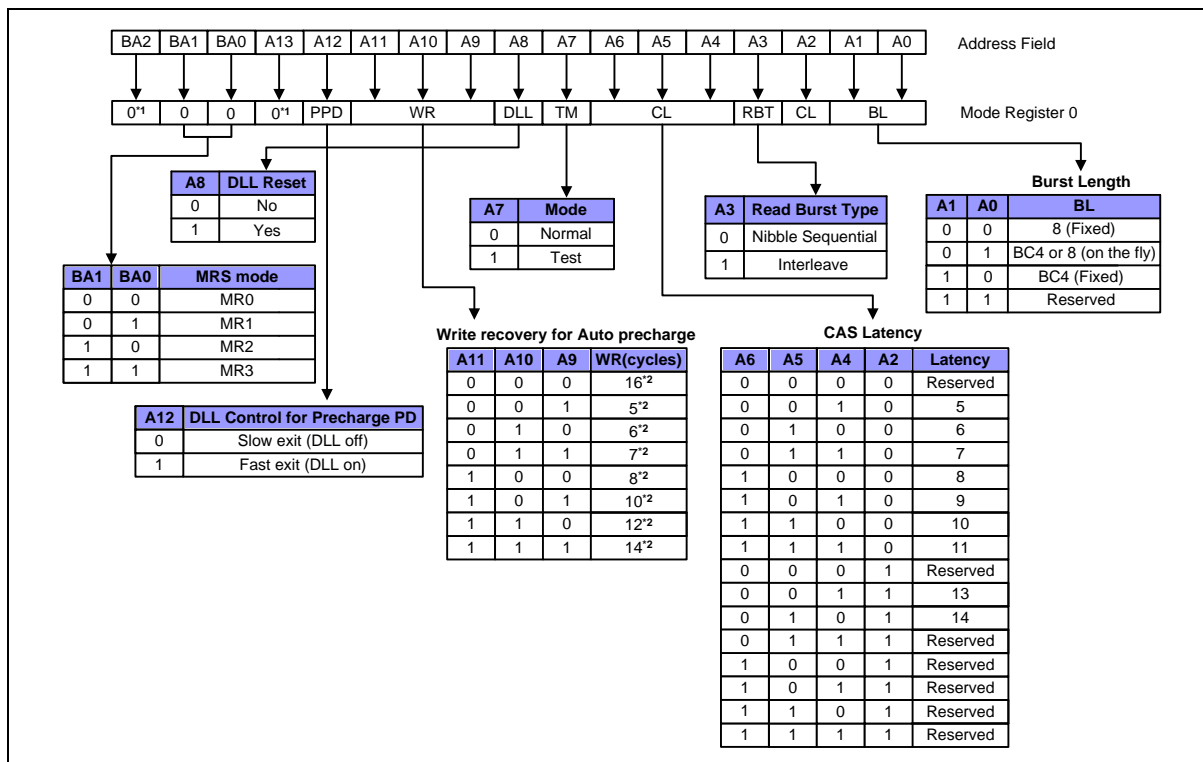 BA2 BA1 BA0 A13 A12 A11 A10 A9 A8 A7 A6 A5 A4 A3 A2 A1 A0 Address Field
0*1 0 0 0*1 PPD WR DLL TM CL RBT CL BL Mode Register 0
A8 DLL Reset
0 No
1 Yes
A7 Mode
0 Normal
1 Test
A3 Read Burst Type
0 Nibble Sequential
1 Interleave
Burst Length
A1 A0 BL
0 0 8 (Fixed)
0 1 BC4 or 8 (on the fly)
1 0 BC4 (Fixed)
1 1 Reserved
BA1 BA0 MRS mode
0 0 MR0
0 1 MR1
1 0 MR2
1 1 MR3
A12 DLL Control for Precharge PD
0 Slow exit (DLL off)
1 Fast exit (DLL on)
Write recovery for Auto precharge
A11 A10 A9 WR(cycles)
0 0 0 16*2
0 0 1 5*2
0 1 0 6*2
0 1 1 7*2
1 0 0 8*2
1 0 1 10*2
1 1 0 12*2
1 1 1 14*2
CAS Latency
A6 A5 A4 A2 Latency
0 0 0 0 Reserved
0 0 1 0 5
0 1 0 0 6
0 1 1 0 7
1 0 0 0 8
1 0 1 0 9
1 1 0 0 10
1 1 1 0 11
0 0 0 1 Reserved
0 0 1 1 13
0 1 0 1 14
0 1 1 1 Reserved
1 0 0 1 Reserved
1 0 1 1 Reserved
1 1 0 1 Reserved
1 1 1 1 Reserved